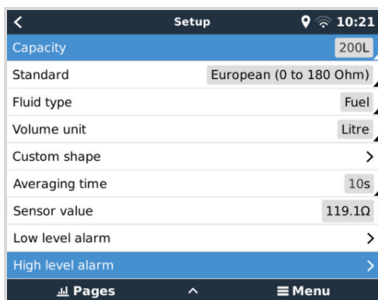 Setup 10:21
Capacity 200L
Standard European (0 to 180 Ohm)
Fluid type Fuel
Volume unit Litre
Custom shape
Averaging time 10s
Sensor value 119.1Ω
Low level alarm
High level alarm
Pages Menu